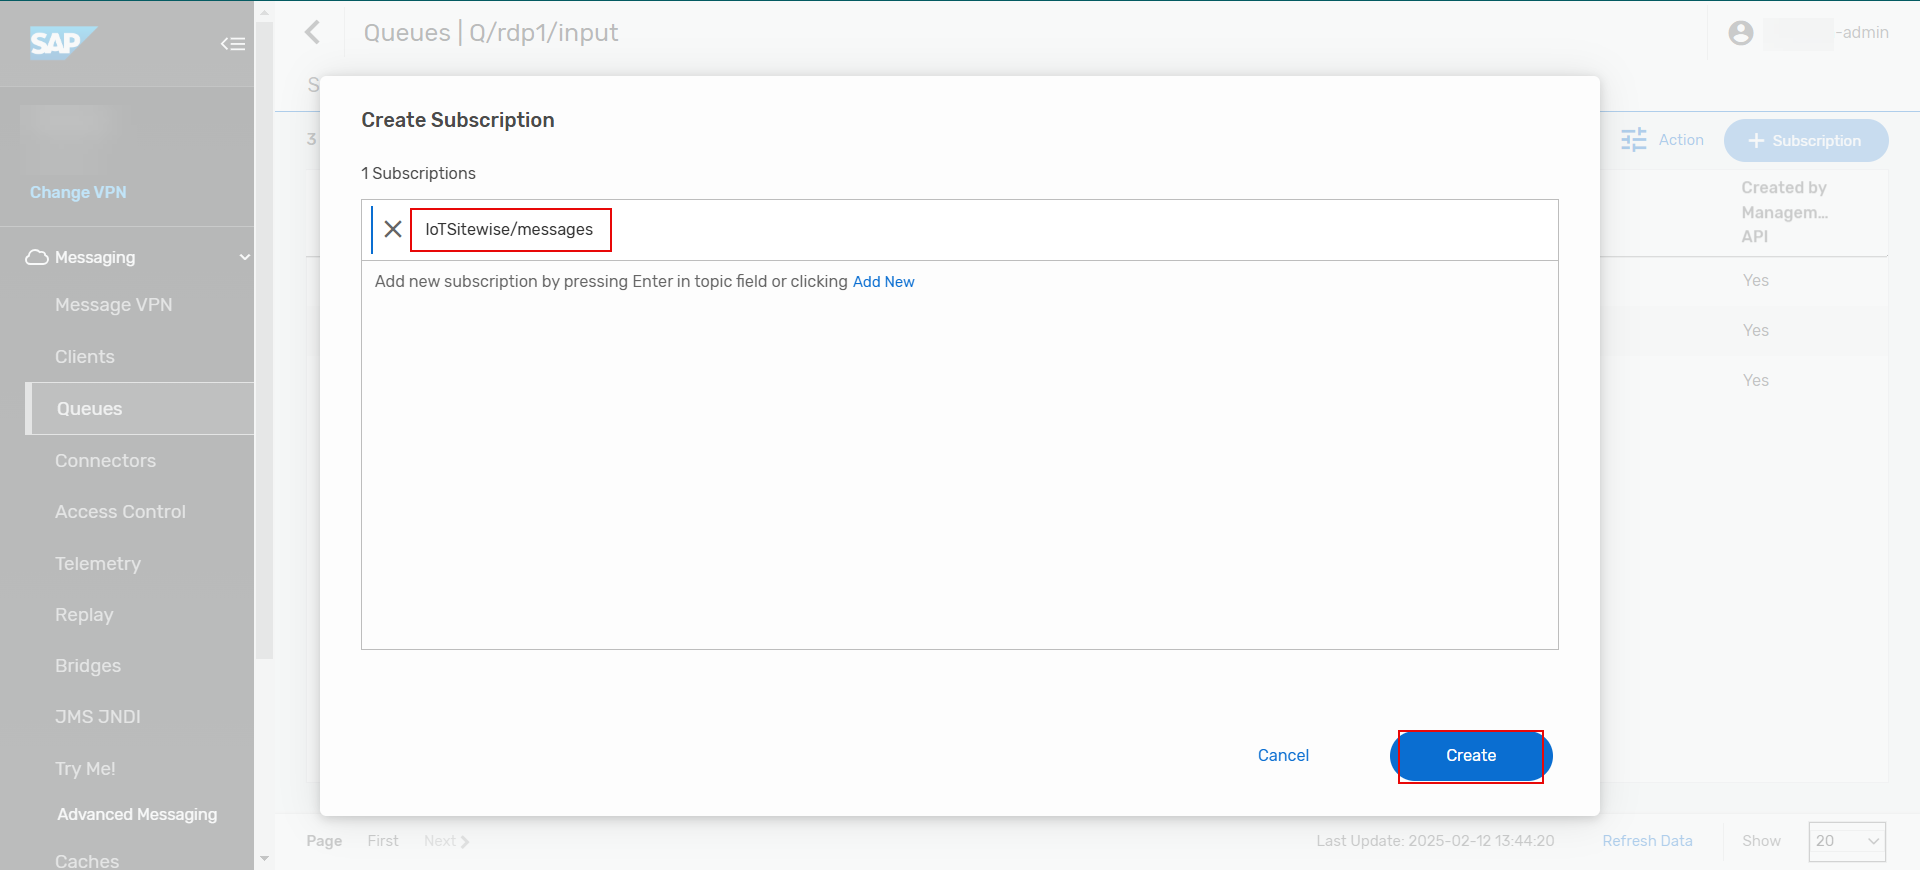 SAP
Change VPN
Messaging
Message VPN
Clients
Queues
Connectors
Access Control
Telemetry
Replay
Bridges
JMS JNDI
Try Me!
Advanced Messaging
Caches
Queues | Q/rdp1/input
-admin
S
3
Action
+ Subscription
Created by
Managem...
API
Yes
Yes
Yes
Create Subscription
1 Subscriptions
IoTSitewise/messages
Add new subscription by pressing Enter in topic field or clicking Add New
Cancel
Create
Page First Next
Last Update: 2025-02-12 13:44:20
Refresh Data
Show 20